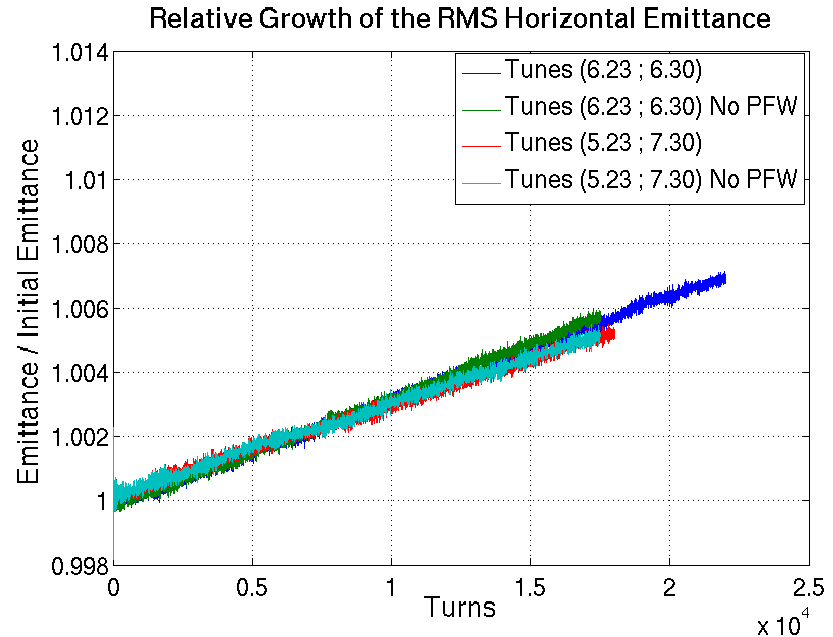 Relative Growth of the RMS Horizontal Emittance
1.014
1.012
1.01
1.008
1.006
1.004
1.002
1
0.998
Emittance / Initial Emittance
Tunes (6.23 ; 6.30)
Tunes (6.23 ; 6.30) No PFW
Tunes (5.23 ; 7.30)
Tunes (5.23 ; 7.30) No PFW
0 0.5 1 1.5 2 2.5
Turns
x 10⁴